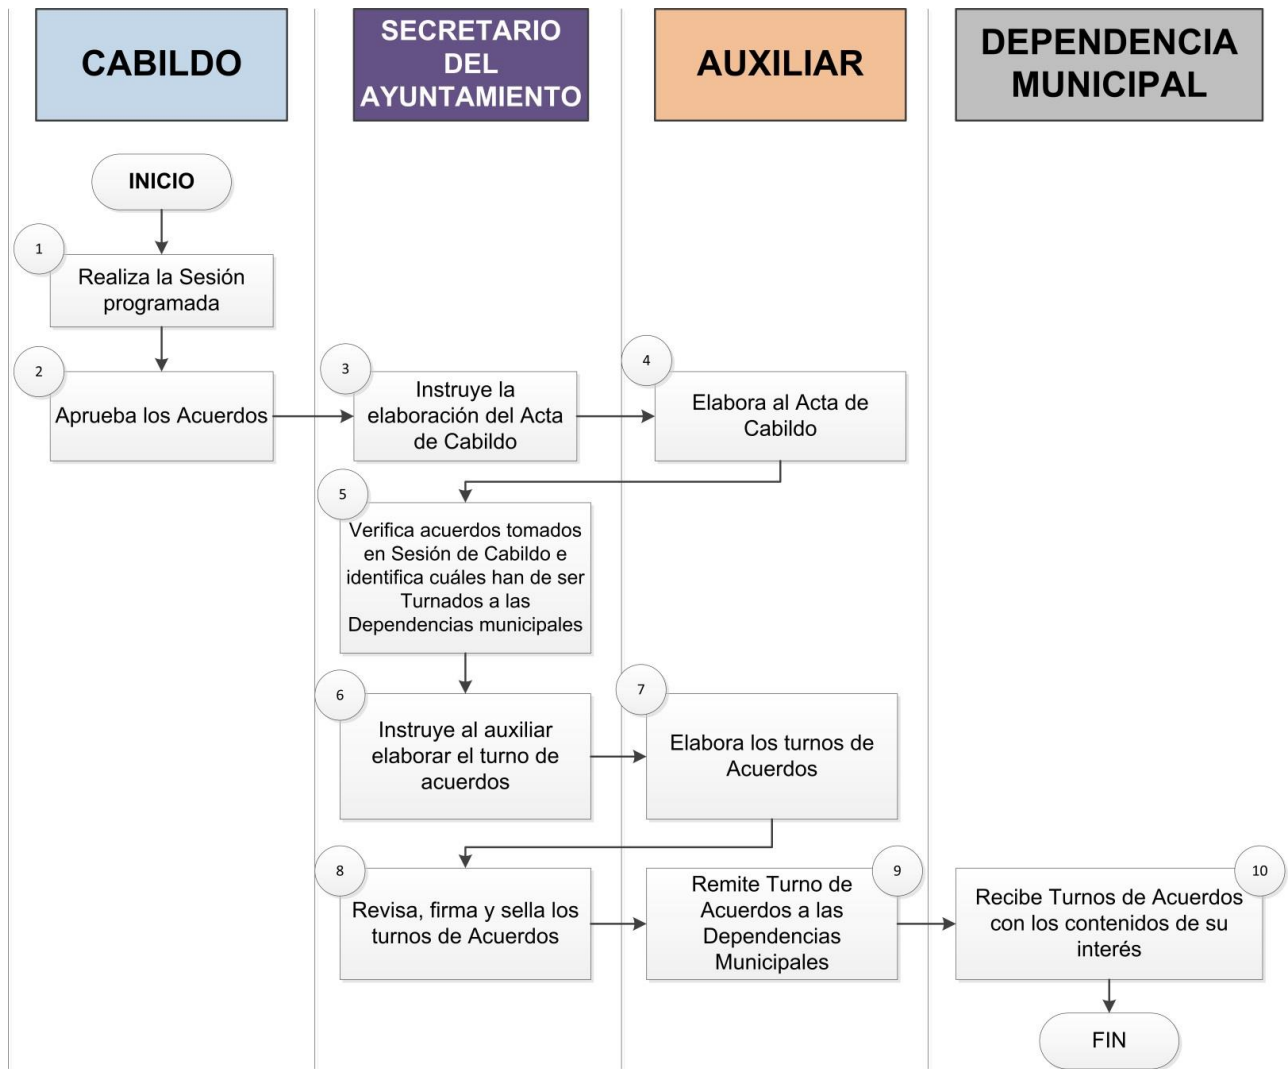 CABILDO
SECRETARIO
DEL
AYUNTAMIENTO
AUXILIAR
DEPENDENCIA
MUNICIPAL
INICIO
1
Realiza la Sesión
programada
2
Aprueba los Acuerdos
3
Instruye la
elaboración del Acta
de Cabildo
4
Elabora al Acta de
Cabildo
5
Verifica acuerdos tomados
en Sesión de Cabildo e
identifica cuáles han de ser
Turnados a las
Dependencias municipales
6
Instruye al auxiliar
elaborar el turno de
acuerdos
7
Elabora los turnos de
Acuerdos
8
Revisa, firma y sella los
turnos de Acuerdos
9
Remite Turno de
Acuerdos a las
Dependencias
Municipales
10
Recibe Turnos de Acuerdos
con los contenidos de su
interés
FIN